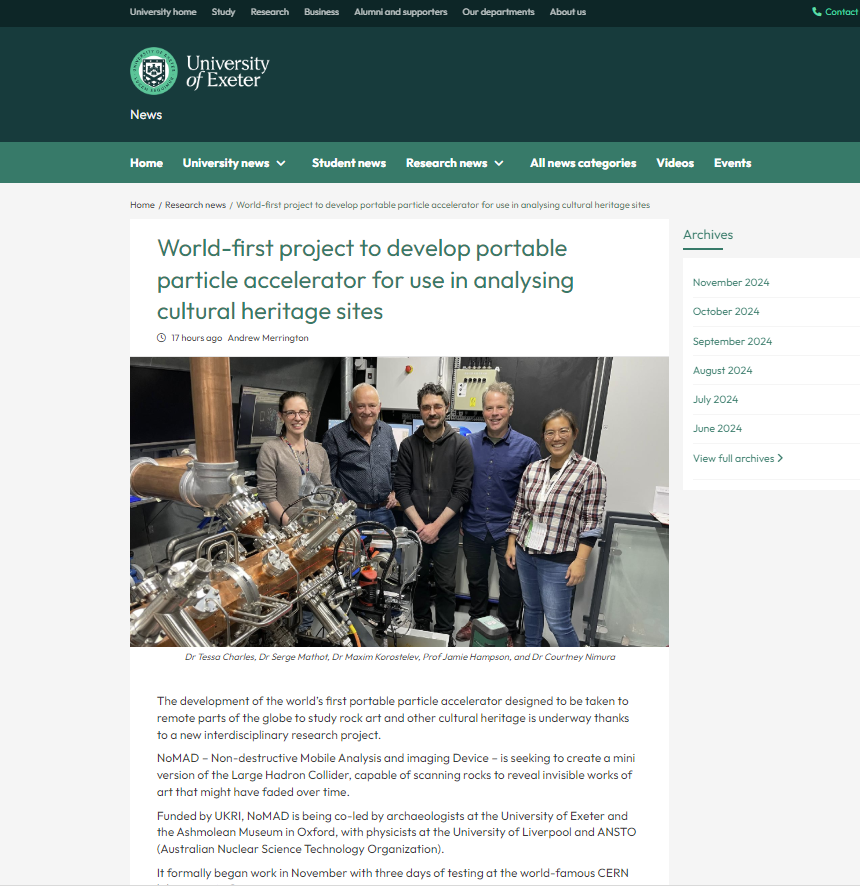 University home Study Research Business Alumni and supporters Our departments About us Contact
University
of Exeter
News
Home University news Student news Research news All news categories Videos Events
Home / Research news / World-first project to develop portable particle accelerator for use in analysing cultural heritage sites
World-first project to develop portable
particle accelerator for use in analysing
cultural heritage sites
17 hours ago Andrew Merrington
Dr Tessa Charles, Dr Serge Mathot, Dr Maxim Korostelev, Prof Jamie Hampson, and Dr Courtney Nimura
The development of the world's first portable particle accelerator designed to be taken to
remote parts of the globe to study rock art and other cultural heritage is underway thanks
to a new interdisciplinary research project.
NoMAD – Non-destructive Mobile Analysis and imaging Device – is seeking to create a mini
version of the Large Hadron Collider, capable of scanning rocks to reveal invisible works of
art that might have faded over time.
Funded by UKRI, NoMAD is being co-led by archaeologists at the University of Exeter and
the Ashmolean Museum in Oxford, with physicists at the University of Liverpool and ANSTO
(Australian Nuclear Science Technology Organization).
It formally began work in November with three days of testing at the world-famous CERN
Archives
November 2024
October 2024
September 2024
August 2024
July 2024
June 2024
View full archives